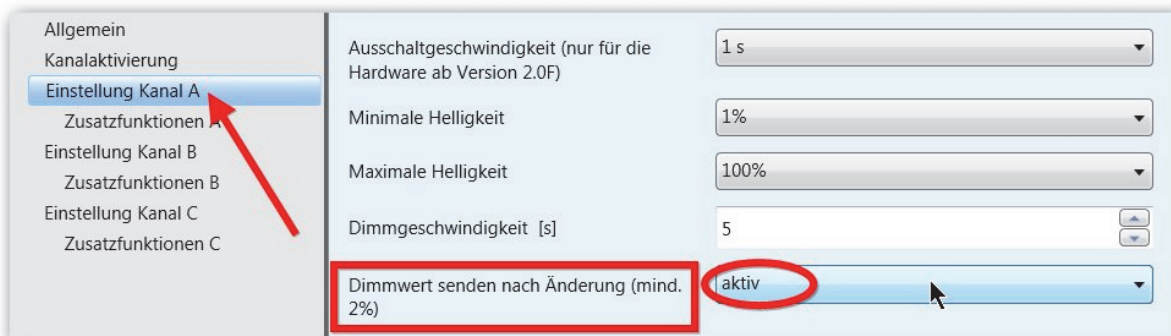 Allgemein
Kanalaktivierung
Einstellung Kanal A
Zusatzfunktionen A
Einstellung Kanal B
Zusatzfunktionen B
Einstellung Kanal C
Zusatzfunktionen C
Ausschaltgeschwindigkeit (nur für die
Hardware ab Version 2.0F)
1 s
Minimale Helligkeit
1%
Maximale Helligkeit
100%
Dimmgeschwindigkeit [s]
5
Dimmwert senden nach Änderung (mind.
2%)
aktiv